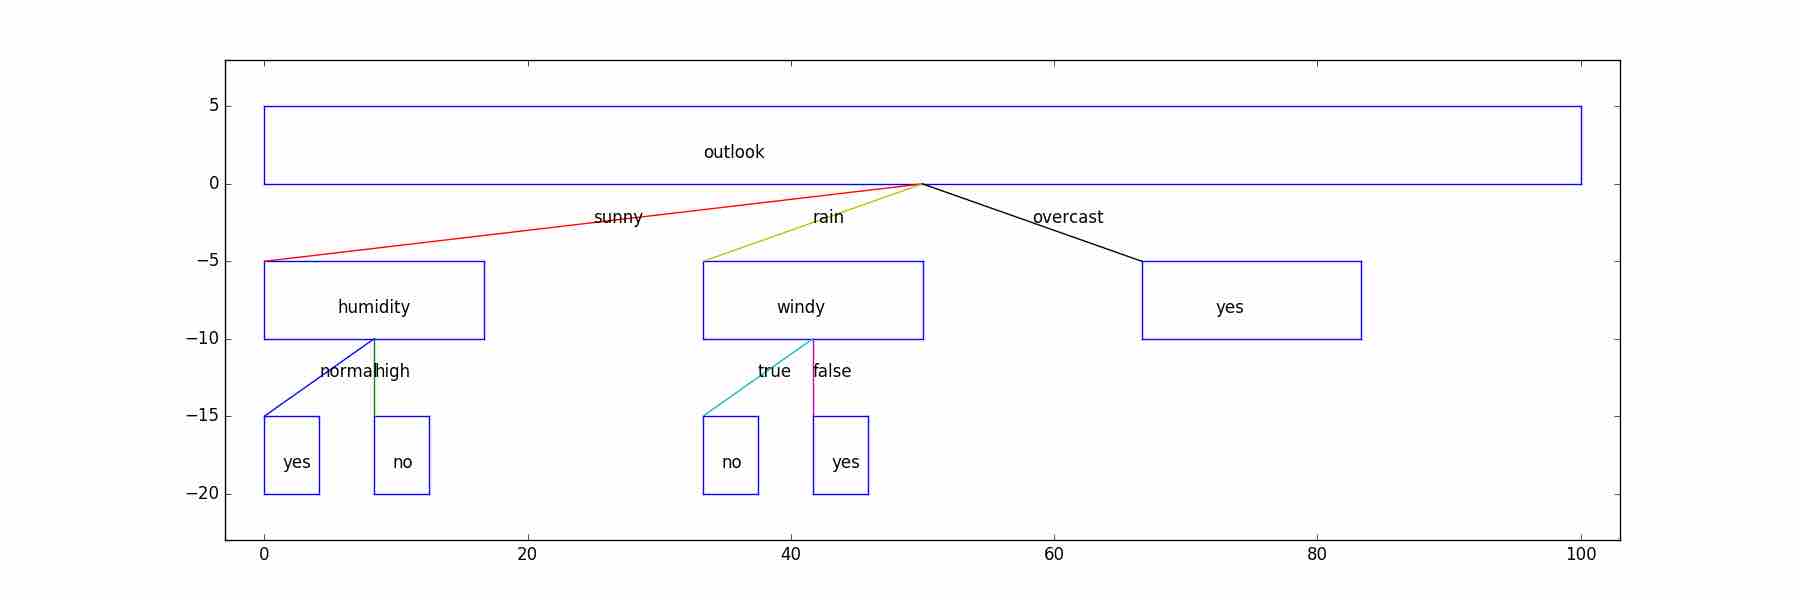 5
outlook
0
sunny rain overcast
−5
humidity windy yes
−10
normal high true false
−15
yes no no yes
−20
0 20 40 60 80 100